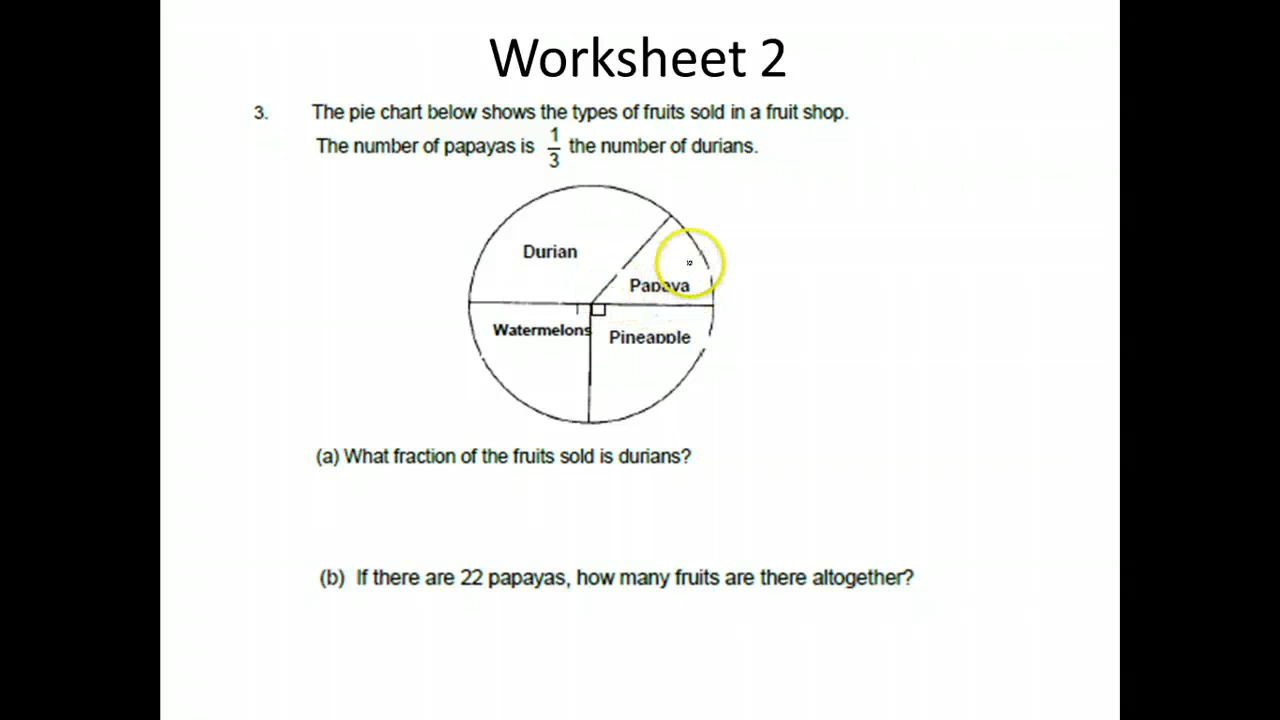 Worksheet 2
3. The pie chart below shows the types of fruits sold in a fruit shop.
The number of papayas is 1/3 the number of durians.
Durian
Papaya
Watermelons
Pineapple
(a) What fraction of the fruits sold is durians?
(b) If there are 22 papayas, how many fruits are there altogether?